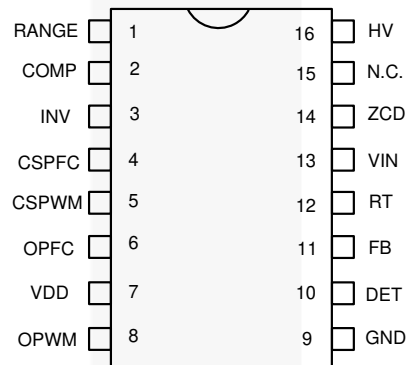 RANGE 1 16 HV
COMP 2 15 N.C.
INV 3 14 ZCD
CSPFC 4 13 VIN
CSPWM 5 12 RT
OPFC 6 11 FB
VDD 7 10 DET
OPWM 8 9 GND